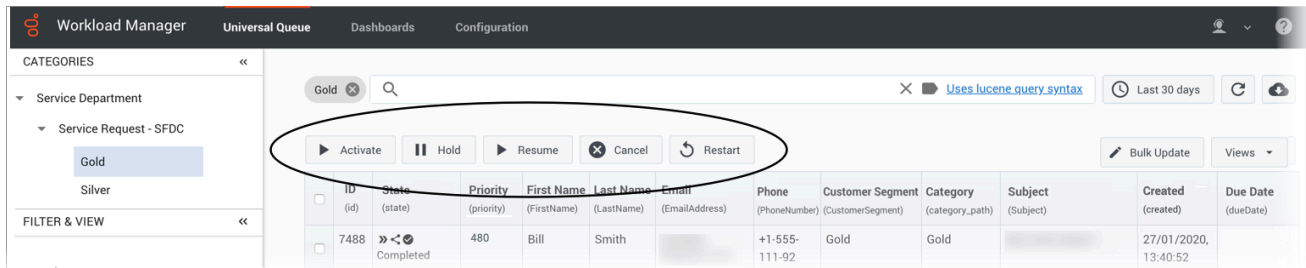 Workload Manager Universal Queue Dashboards Configuration
CATEGORIES
Service Department
Service Request - SFDC
Gold
Silver
FILTER & VIEW
Gold Uses lucene query syntax Last 30 days
Activate Hold Resume Cancel Restart Bulk Update Views
ID State Priority First Name Last Name Email Phone Customer Segment Category Subject Created Due Date
(id) (state) (priority) (FirstName) (LastName) (EmailAddress) (PhoneNumber) (CustomerSegment) (category_path) (Subject) (created) (dueDate)
7488 480 Bill Smith +1-555- Gold Gold 27/01/2020,
Completed 111-92 13:40:52